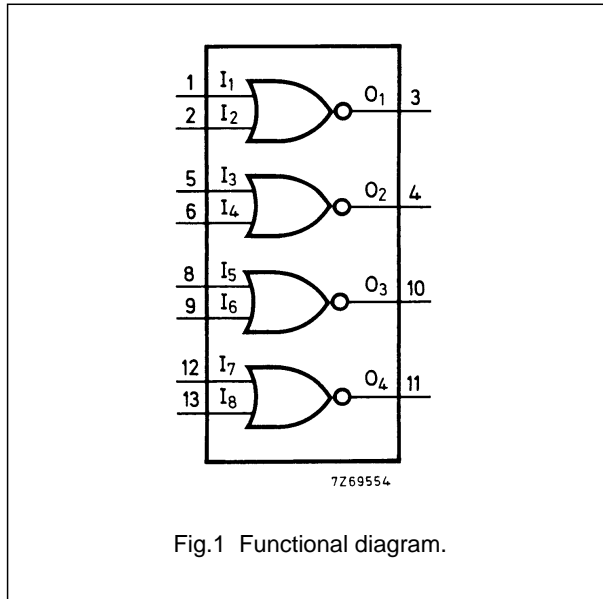 1 I1 O1 3
2 I2
5 I3 O2 4
6 I4
8 I5 O3 10
9 I6
12 I7 O4 11
13 I8
7Z69554
Fig.1 Functional diagram.